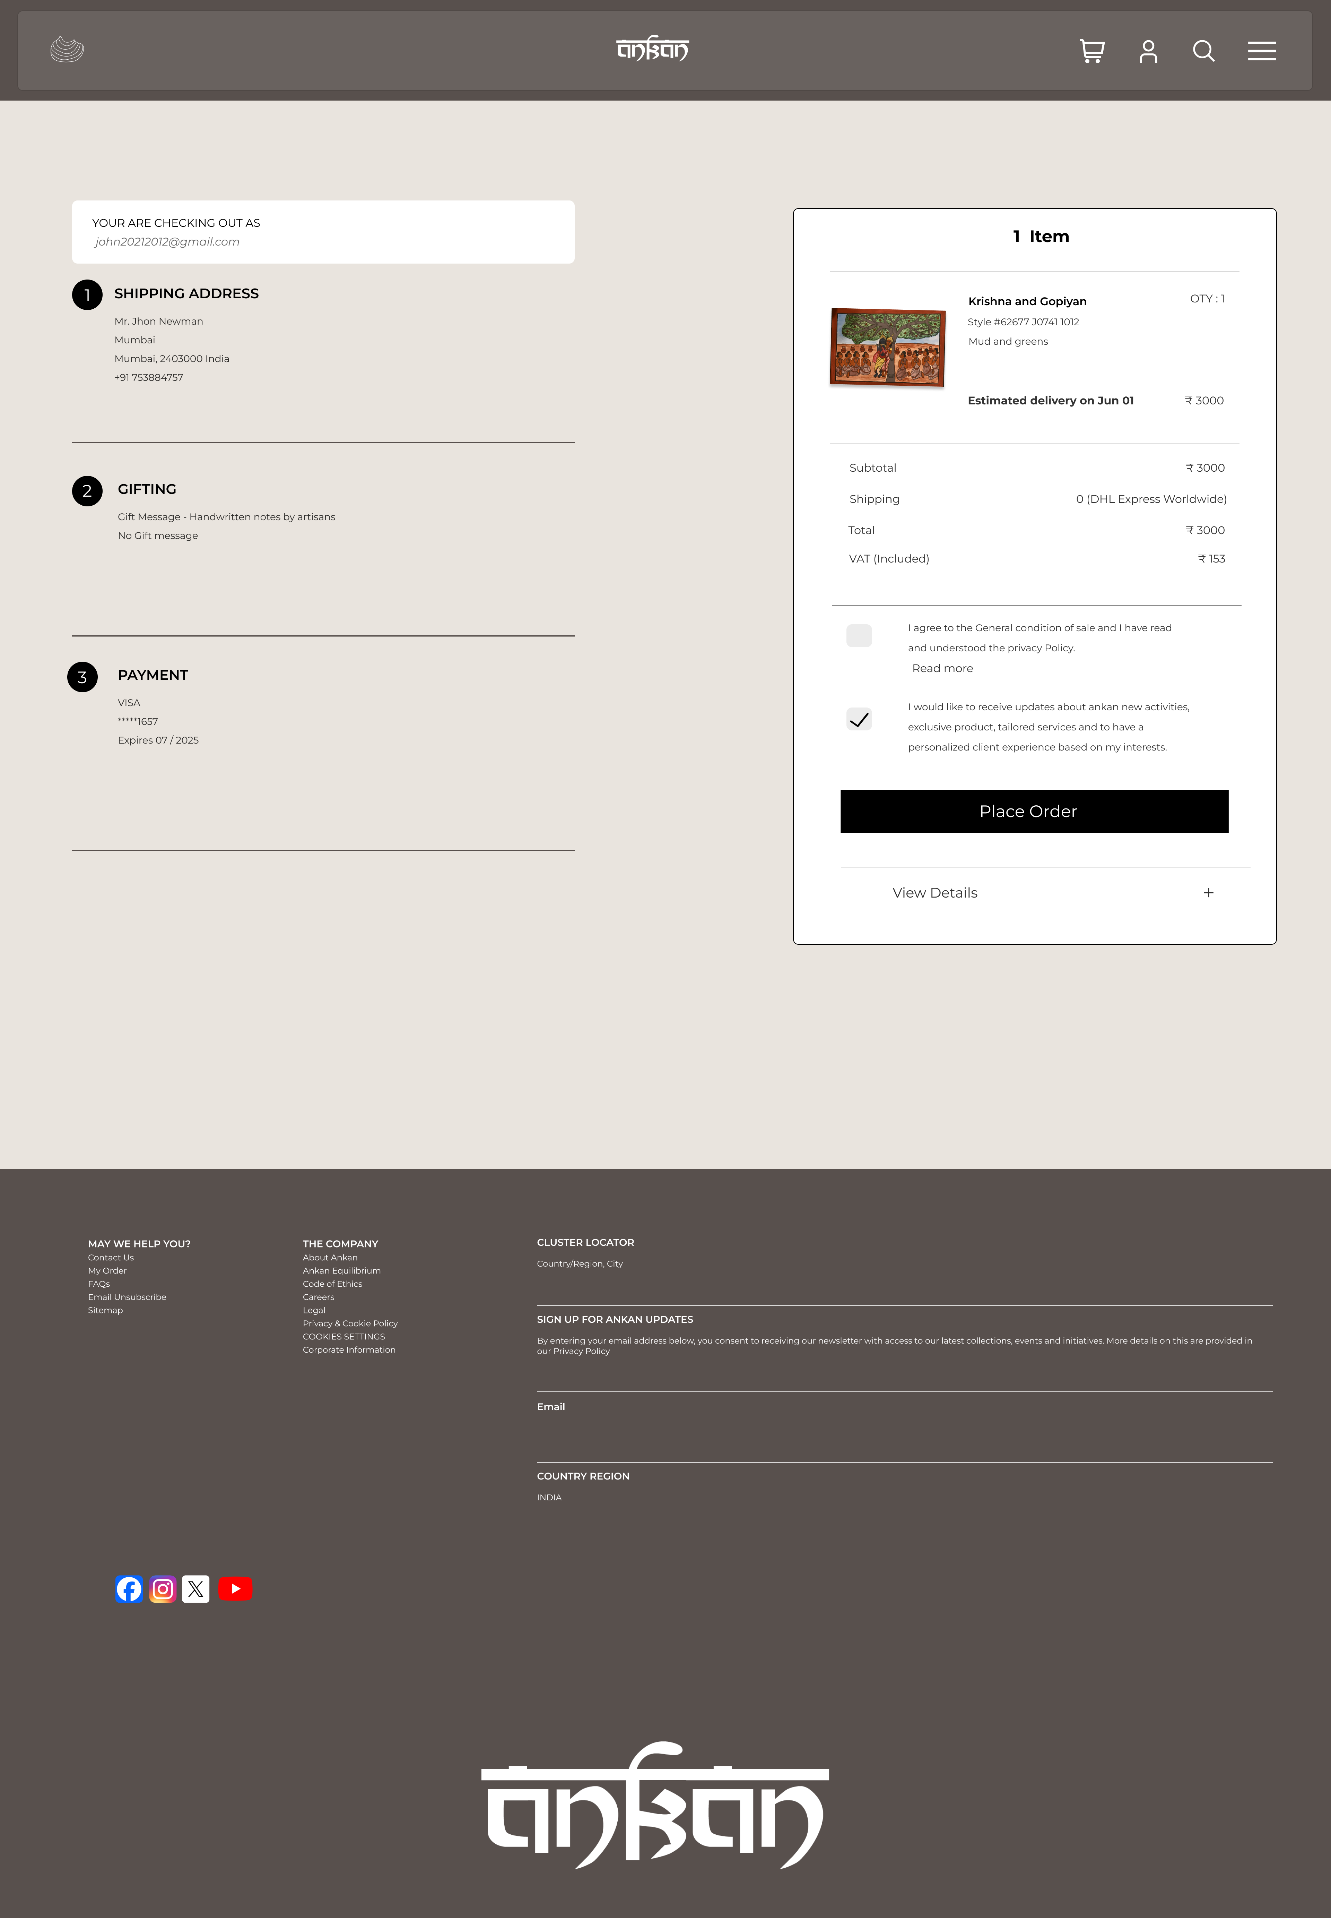 ankan
YOUR ARE CHECKING OUT AS
john20212012@gmail.com
1 SHIPPING ADDRESS
Mr. Jhon Newman
Mumbai
Mumbai, 2403000 India
+91 753884757
2 GIFTING
Gift Message - Handwritten notes by artisans
No Gift message
3 PAYMENT
VISA
*****1657
Expires 07 / 2025
1 Item
Krishna and Gopiyan
QTY : 1
Style #62677 J0741 1012
Mud and greens
Estimated delivery on Jun 01
₹ 3000
Subtotal ₹ 3000
Shipping 0 (DHL Express Worldwide)
Total ₹ 3000
VAT (Included) ₹ 153
I agree to the General condition of sale and I have read
and understood the privacy Policy.
Read more
I would like to receive updates about ankan new activities,
exclusive product, tailored services and to have a
personalized client experience based on my interests.
Place Order
View Details +
MAY WE HELP YOU?
Contact Us
My Order
FAQs
Email Unsubscribe
Sitemap
THE COMPANY
About Ankan
Ankan Equilibrium
Code of Ethics
Careers
Legal
Privacy & Cookie Policy
COOKIES SETTINGS
Corporate Information
CLUSTER LOCATOR
Country/Region, City
SIGN UP FOR ANKAN UPDATES
By entering your email address below, you consent to receiving our newsletter with access to our latest collections, events and initiatives. More details on this are provided in
our Privacy Policy
Email
COUNTRY REGION
INDIA
ankan